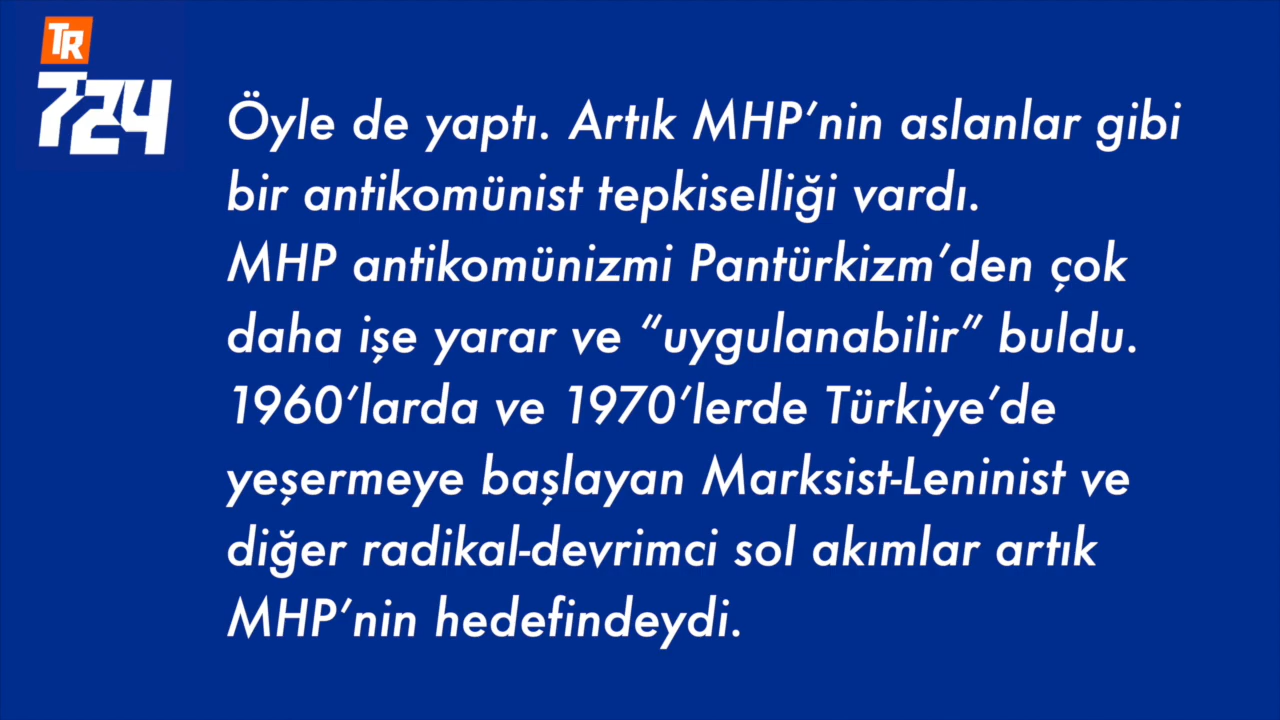 TR
724
Öyle de yaptı. Artık MHP’nin aslanlar gibi
bir antikomünist tepkiselliği vardı.
MHP antikomünizmi Pantürkizm’den çok
daha işe yarar ve “uygulanabilir” buldu.
1960’larda ve 1970’lerde Türkiye’de
yeşermeye başlayan Marksist-Leninist ve
diğer radikal-devrimci sol akımlar artık
MHP’nin hedefindeydi.